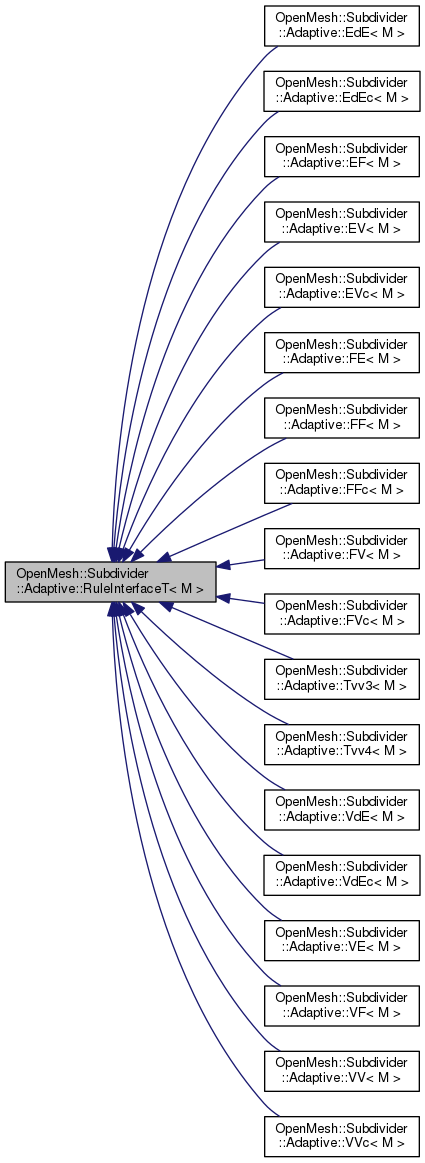 OpenMesh::Subdivider
::Adaptive::EdE< M >
OpenMesh::Subdivider
::Adaptive::EdEc< M >
OpenMesh::Subdivider
::Adaptive::EF< M >
OpenMesh::Subdivider
::Adaptive::EV< M >
OpenMesh::Subdivider
::Adaptive::EVc< M >
OpenMesh::Subdivider
::Adaptive::FE< M >
OpenMesh::Subdivider
::Adaptive::FF< M >
OpenMesh::Subdivider
::Adaptive::FFc< M >
OpenMesh::Subdivider
::Adaptive::FV< M >
OpenMesh::Subdivider
::Adaptive::RuleInterfaceT< M >
OpenMesh::Subdivider
::Adaptive::FVc< M >
OpenMesh::Subdivider
::Adaptive::Tvv3< M >
OpenMesh::Subdivider
::Adaptive::Tvv4< M >
OpenMesh::Subdivider
::Adaptive::VdE< M >
OpenMesh::Subdivider
::Adaptive::VdEc< M >
OpenMesh::Subdivider
::Adaptive::VE< M >
OpenMesh::Subdivider
::Adaptive::VF< M >
OpenMesh::Subdivider
::Adaptive::VV< M >
OpenMesh::Subdivider
::Adaptive::VVc< M >